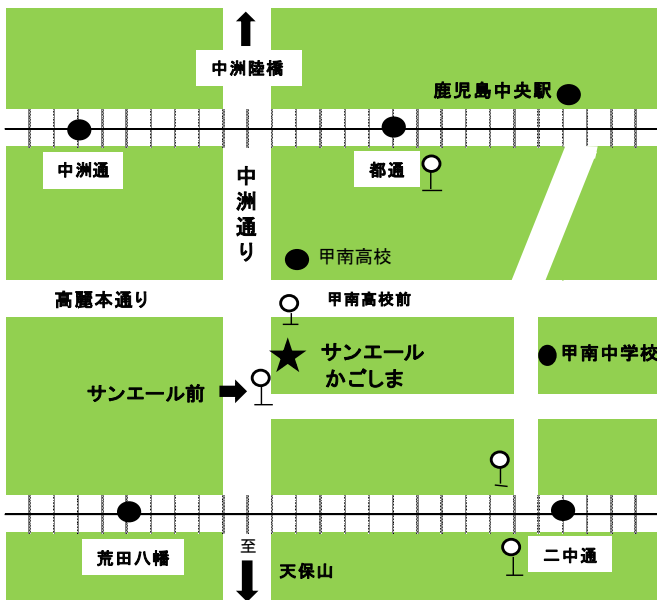 中洲陸橋
鹿児島中央駅
中洲通
都通
中洲通り
甲南高校
高麗本通り
甲南高校前
サンエール
かごしま
甲南中学校
サンエール前
荒田八幡
至
天保山
二中通